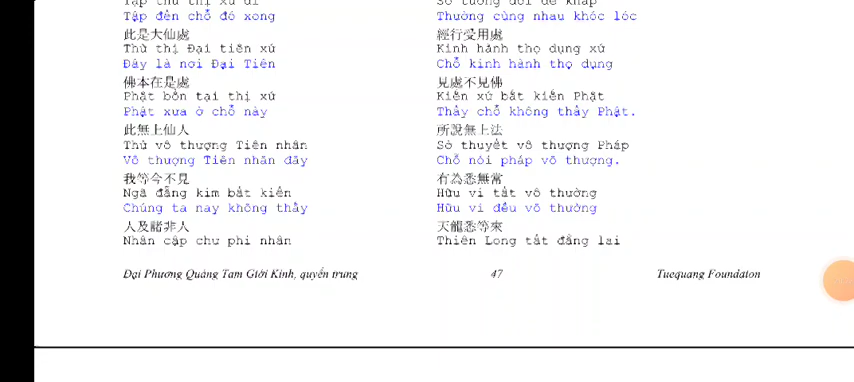 Tập đến chỗ đó xong
Thường cùng nhau khóc lóc
此是大仙處
經行受用處
Thử thị Đại tiên xứ
Kinh hành thọ dụng xứ
Đây là nơi Đại Tiên
Chỗ kinh hành thọ dụng
佛本在是處
見處不見佛
Phật bổn tại thị xứ
Kiến xứ bất kiến Phật
Phật xưa ở chỗ này
Thấy chỗ không thấy Phật.
此無上仙人
所說無上法
Thử vô thượng Tiên nhân
Sở thuyết vô thượng Pháp
Vô thượng Tiên nhân đây
Chỗ nói pháp vô thượng.
我等今不見
有為悉無常
Ngã đẳng kim bất kiến
Hữu vi tất vô thường
Chúng ta nay không thấy
Hữu vi đều vô thường
人及諸非人
天龍悉等來
Nhân cập chư phi nhân
Thiên Long tất đẳng lai
Đại Phương Quảng Tam Giới Kinh, quyển trung 47 Tuequang Foundaton